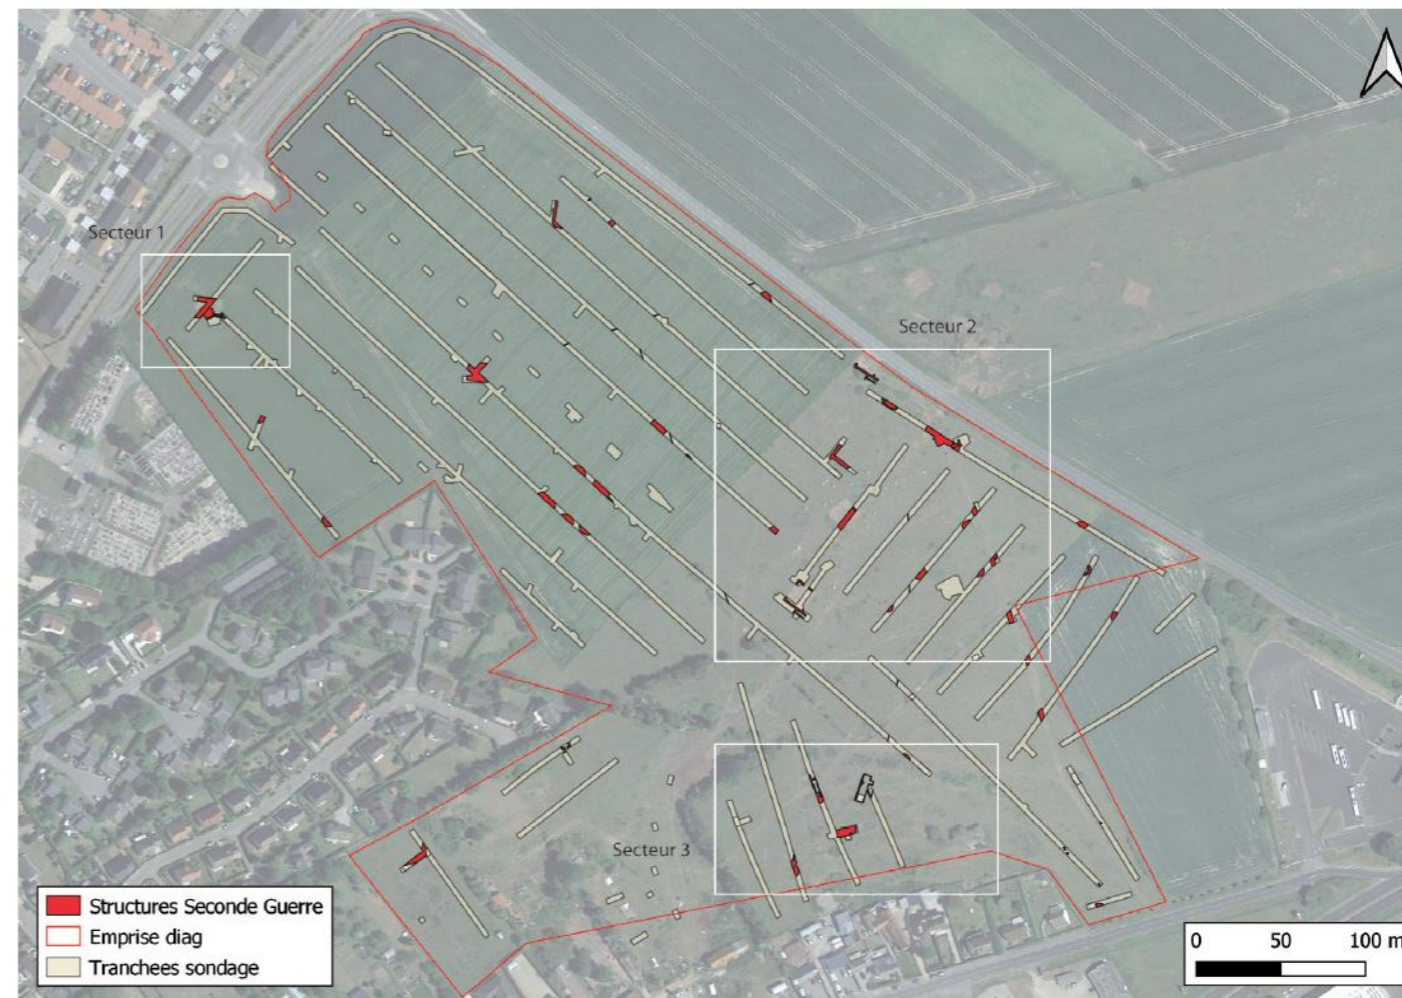 Secteur 1
Secteur 2
Secteur 3
Structures Seconde Guerre
Emprise diag
Tranchees sondage
0 50 100 m